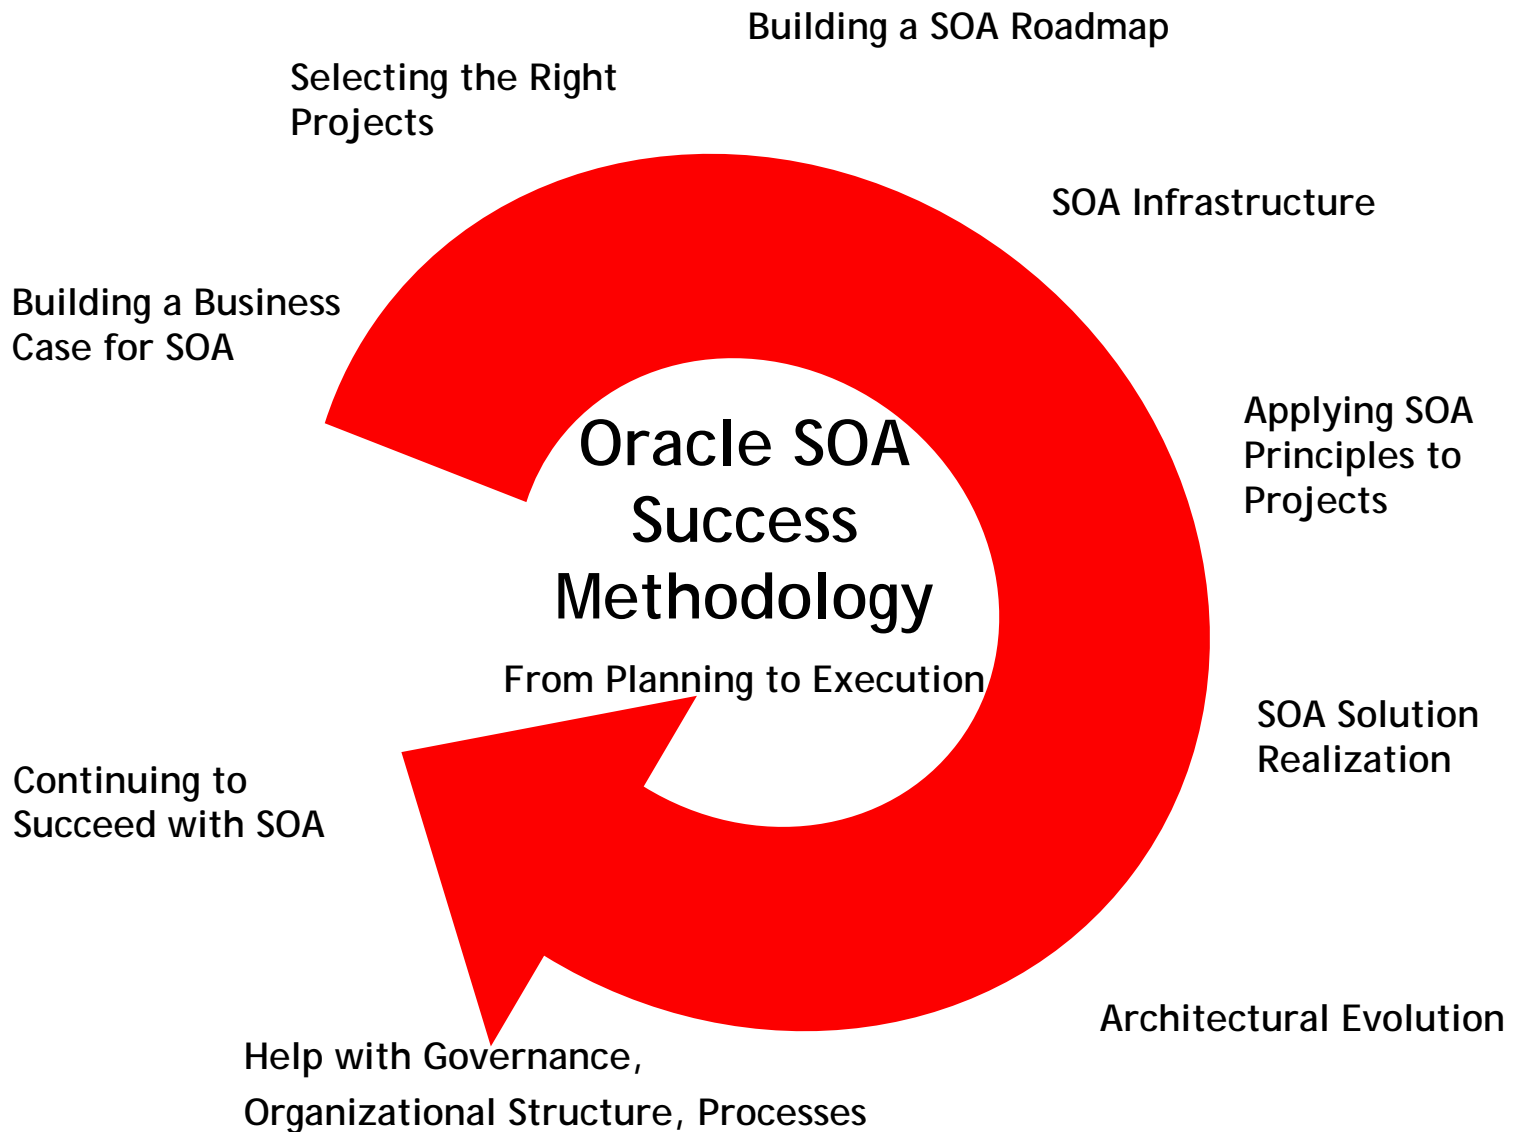 Building a SOA Roadmap
Selecting the Right
Projects
SOA Infrastructure
Building a Business
Case for SOA
Applying SOA
Principles to
Projects
Oracle SOA
Success
Methodology
From Planning to Execution
SOA Solution
Realization
Continuing to
Succeed with SOA
Architectural Evolution
Help with Governance,
Organizational Structure, Processes